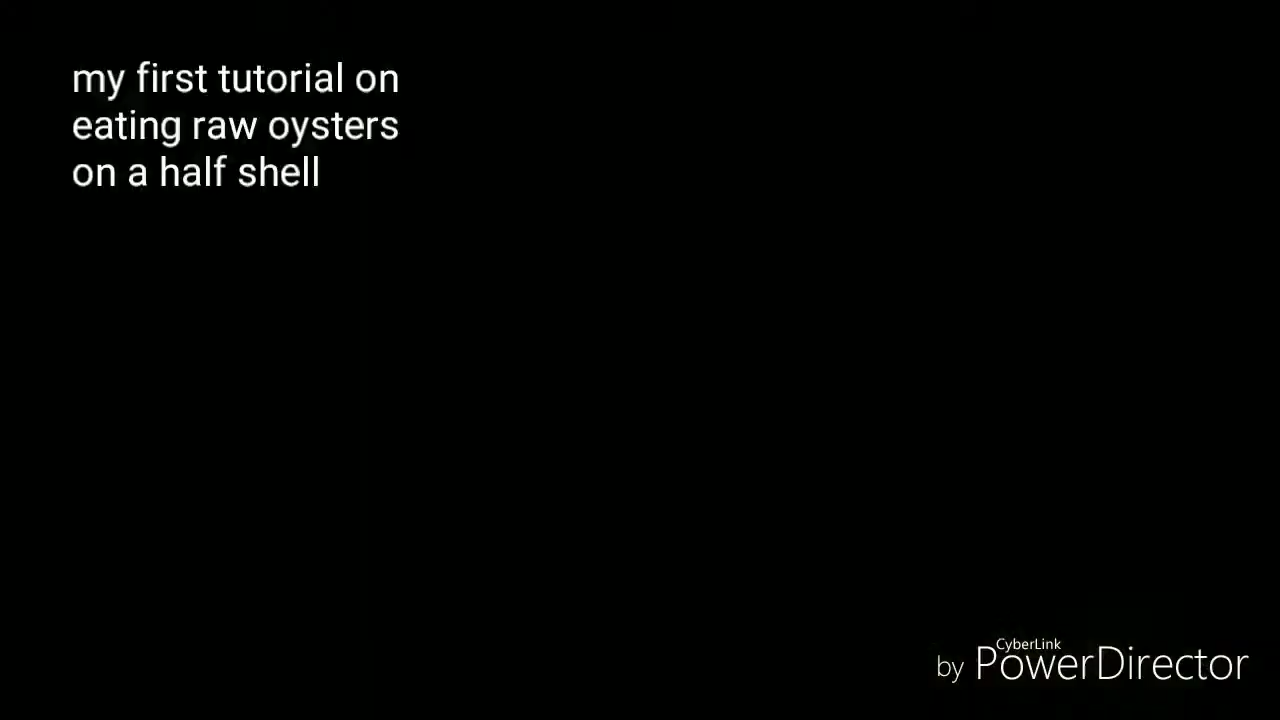 my first tutorial on
eating raw oysters
on a half shell
CyberLink
by PowerDirector